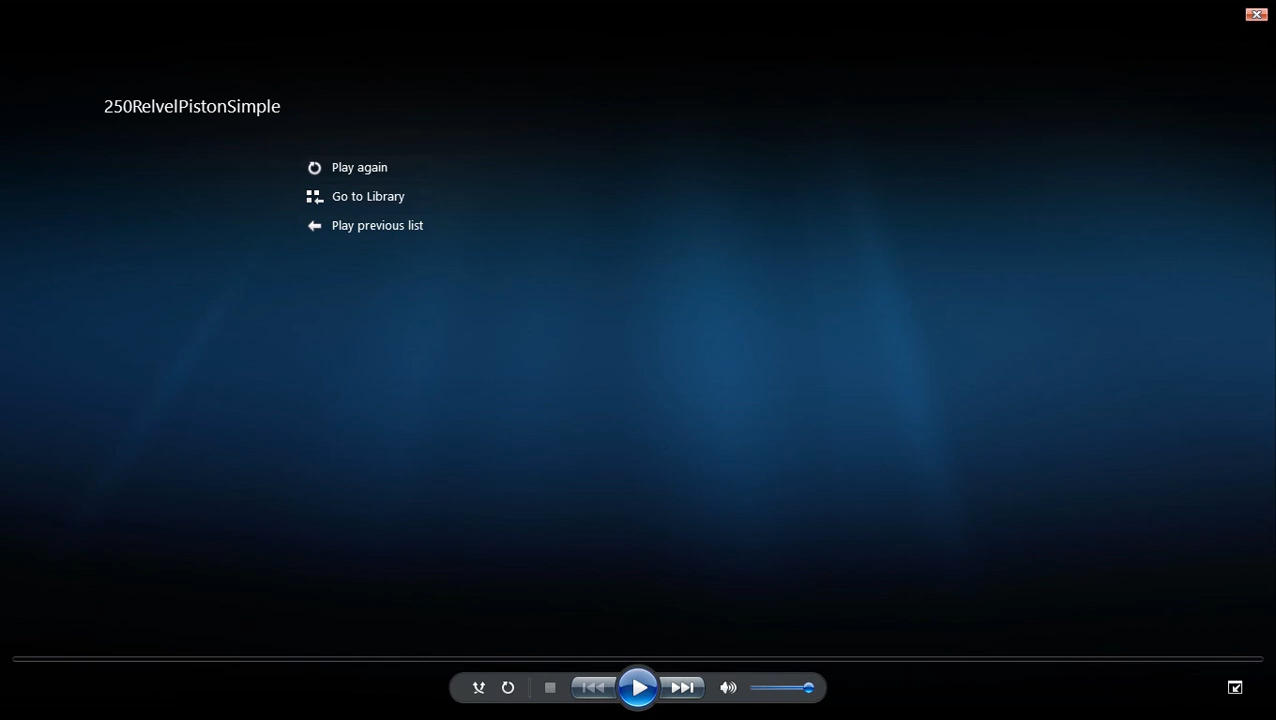 250RelvelPistonSimple
Play again
Go to Library
Play previous list